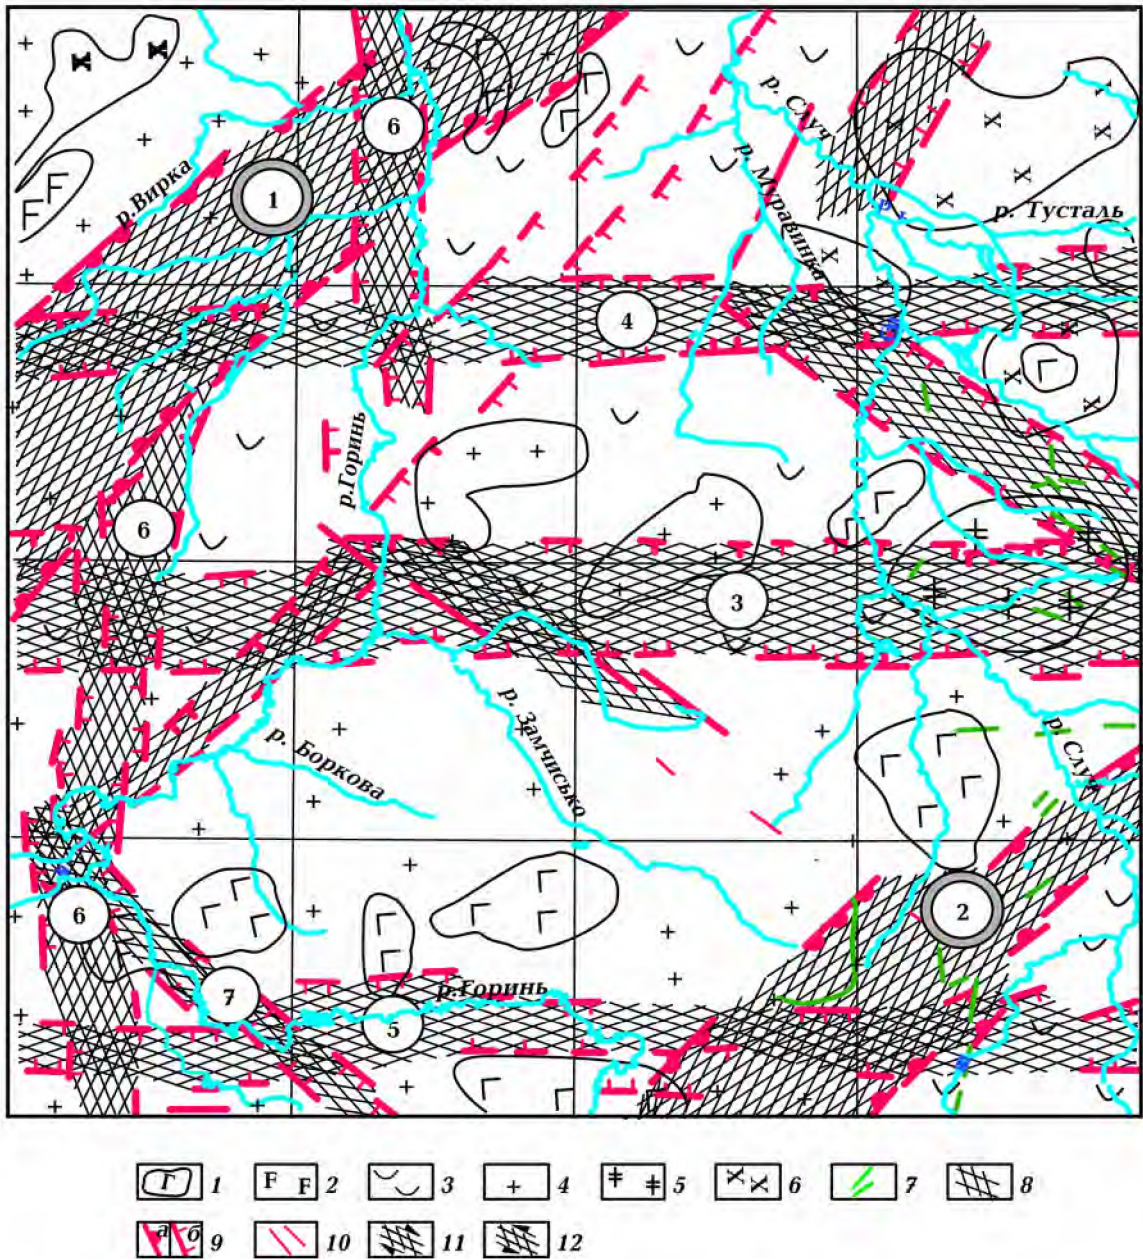 р. Случ
6
F
F
р.Вирка
1
р. Муравинка
р. Тусталь
р.
4
р.Горинь
6
3
р. Замчисько
р. Боркова
р. Случ
6
2
7
р.Горинь
5
Г 1
F F 2
3
4
5
6
7
8
а б 9
10
11
12